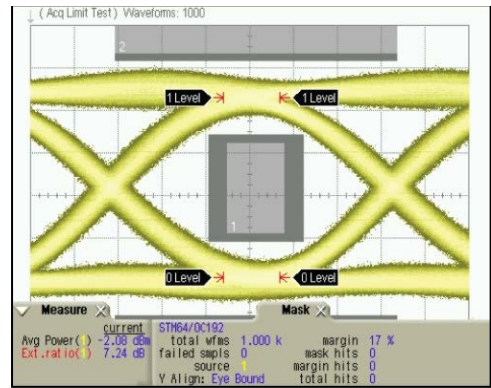 ( Acq Limit Test) Waveforms: 1000
2
1 Level 1 Level
1
0 Level 0 Level
Measure Mask
current
Avg Power(1) -2.08 dBm
Ext.ratio(1) 7.24 dB
STM64/OC192
total wfms 1.000 k margin 17 %
failed smpls 0 mask hits 0
source 1 margin hits 0
Y Align: Eye Bound total hits 0